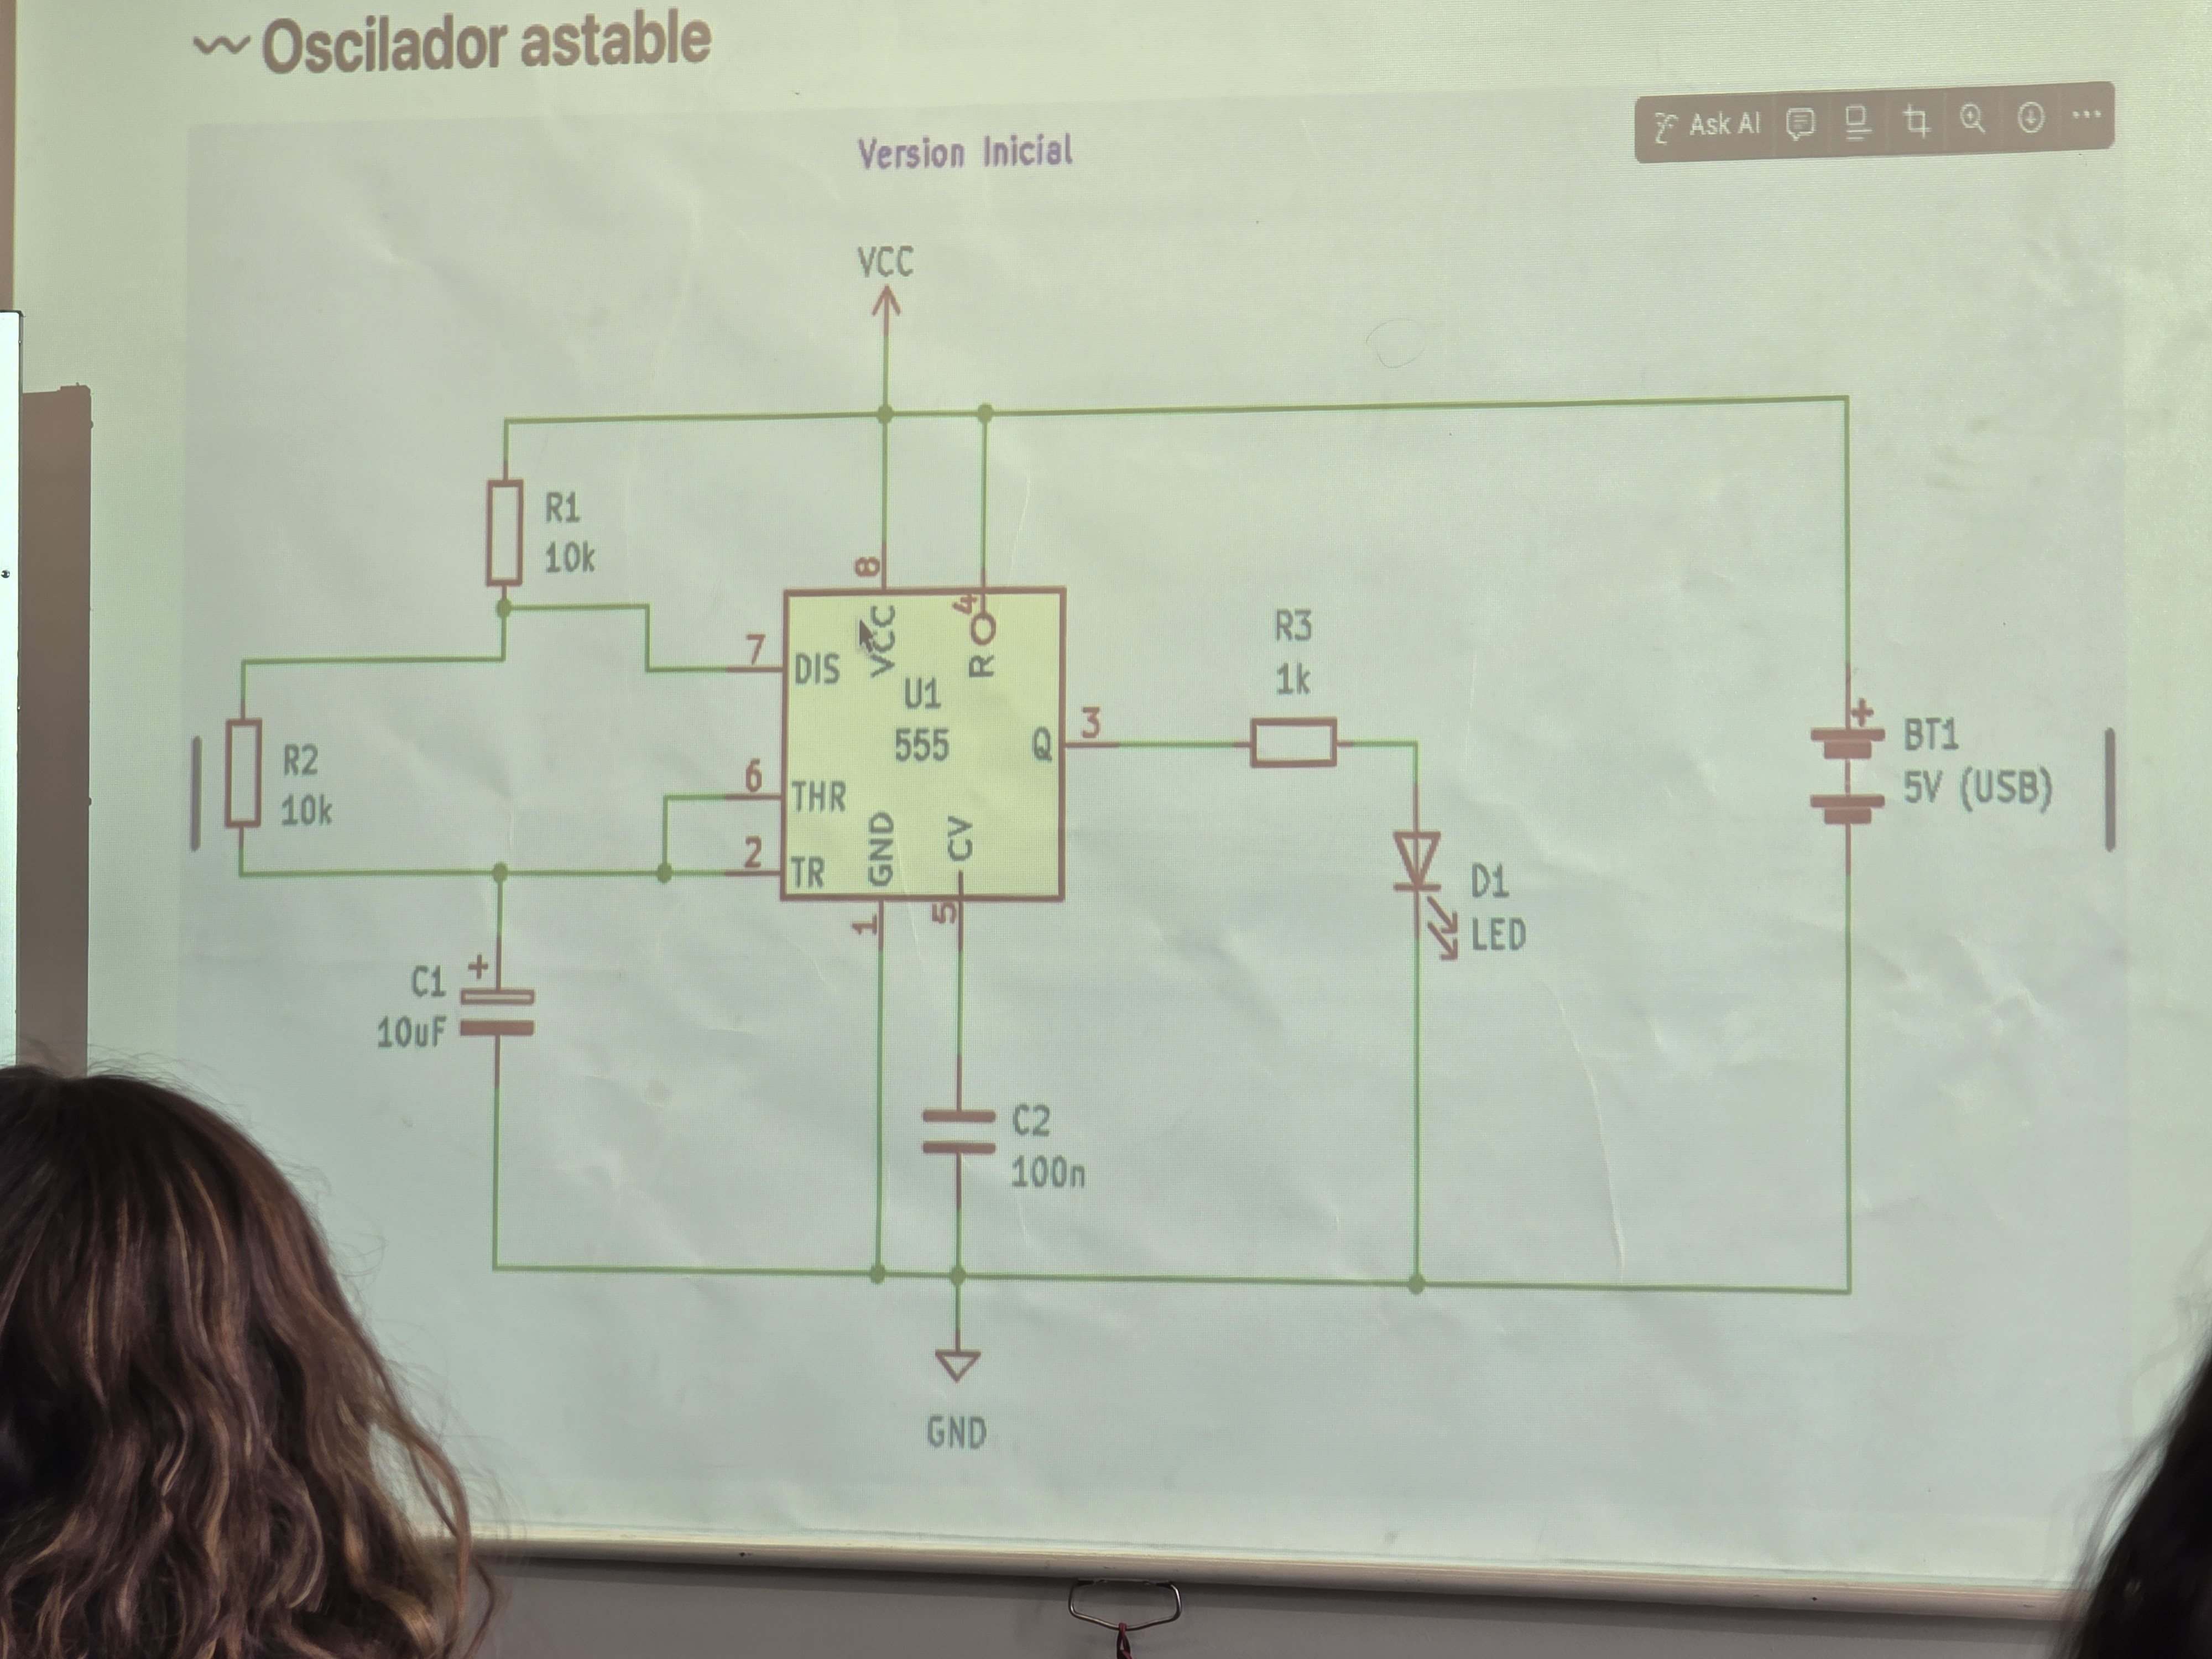 Oscilador astable
Ask AI
Version Inicial
VCC
R1
10k
8
4
7
DIS
VCC
R
U1
555
R3
1k
3
Q
R2
10k
6
THR
2
TR
GND
CV
1
5
+
BT1
5V (USB)
D1
LED
C1
+
10uF
C2
100n
GND